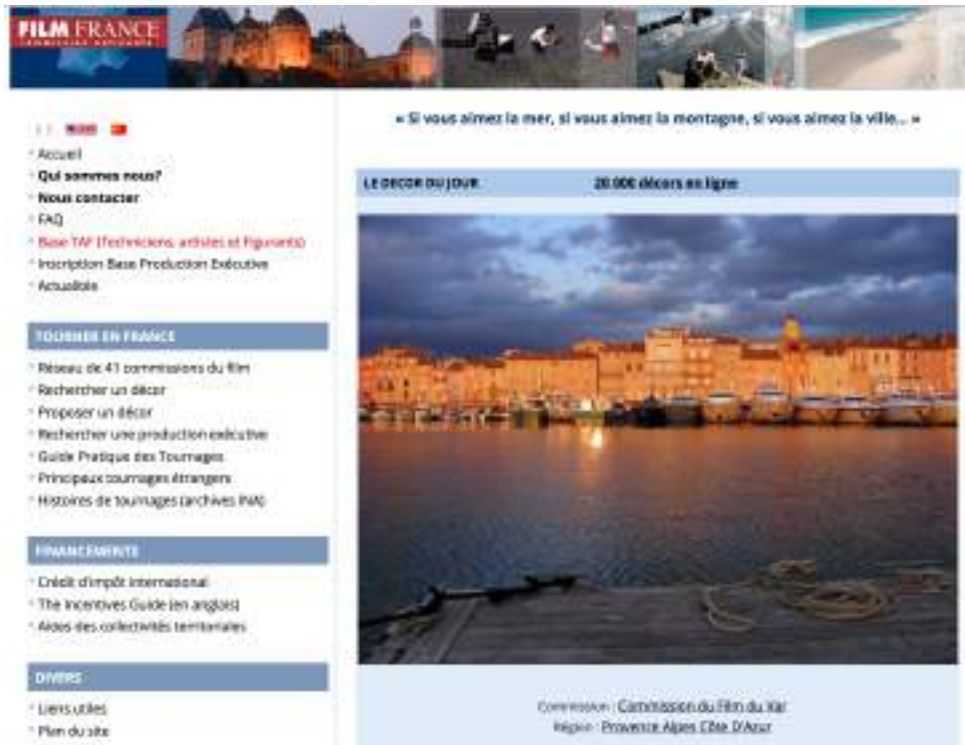 FILM FRANCE
COMMISSION NATIONALE
Accueil
Qui sommes nous?
Nous contacter
FAQ
Base TAF (Techniciens, artistes et Figurants)
Inscription Base Production Exécutive
Actualités
TOURNER EN FRANCE
Réseau de 41 commissions du film
Rechercher un décor
Proposer un décor
Rechercher une production exécutive
Guide Pratique des Tournages
Principaux tournages étrangers
Histoires de tournages (archives INA)
FINANCEMENTS
Crédit d'impôt international
The Incentives Guide (en anglais)
Aides des collectivités territoriales
DIVERS
Liens utiles
Plan du site
« Si vous aimez la mer, si vous aimez la montagne, si vous aimez la ville... »
LE DECOR DU JOUR 20.000 décors en ligne
Commission : Commission du Film du Var
Région : Provence Alpes Côte D'Azur